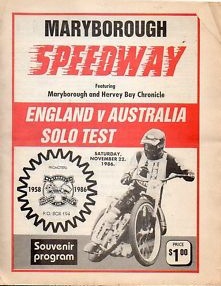 MARYBOROUGH
SPEEDWAY
Featuring
Maryborough and Hervey Bay Chronicle
ENGLAND v AUSTRALIA
SOLO TEST
SATURDAY,
NOVEMBER 22,
1986.
1958
1986
P.O. BOX 194
Souvenir
program
PRICE
$1.00